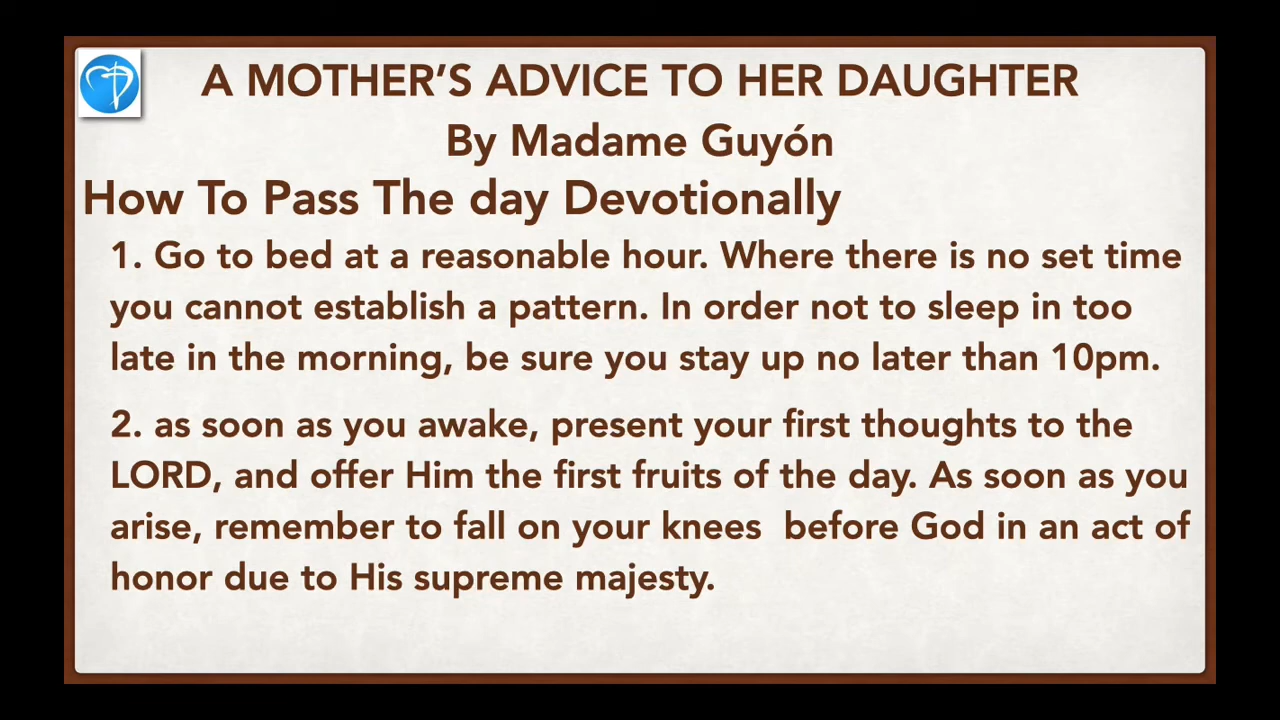 A MOTHER’S ADVICE TO HER DAUGHTER
By Madame Guyón
How To Pass The day Devotionally
1. Go to bed at a reasonable hour. Where there is no set time
you cannot establish a pattern. In order not to sleep in too
late in the morning, be sure you stay up no later than 10pm.
2. as soon as you awake, present your first thoughts to the
LORD, and offer Him the first fruits of the day. As soon as you
arise, remember to fall on your knees  before God in an act of
honor due to His supreme majesty.